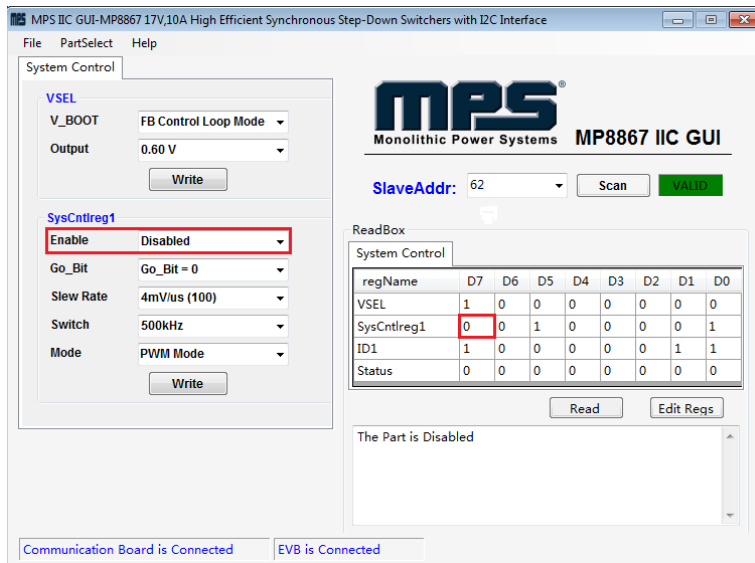 MPS IIC GUI-MP8867 17V,10A High Efficient Synchronous Step-Down Switchers with I2C Interface
File PartSelect Help
System Control
VSEL
V_BOOT FB Control Loop Mode
Output 0.60 V
Write
SysCntlreg1
Enable Disabled
Go_Bit Go_Bit = 0
Slew Rate 4mV/us (100)
Switch 500kHz
Mode PWM Mode
Write
mps®
Monolithic Power Systems MP8867 IIC GUI
SlaveAddr: 62 Scan VALID
ReadBox
System Control
regName D7 D6 D5 D4 D3 D2 D1 D0
VSEL 1 0 0 0 0 0 0 0
SysCntlreg1 0 0 1 0 0 0 0 1
ID1 1 0 0 0 0 0 1 1
Status 0 0 0 0 0 0 0 0
Read Edit Regs
The Part is Disabled
Communication Board is Connected EVB is Connected